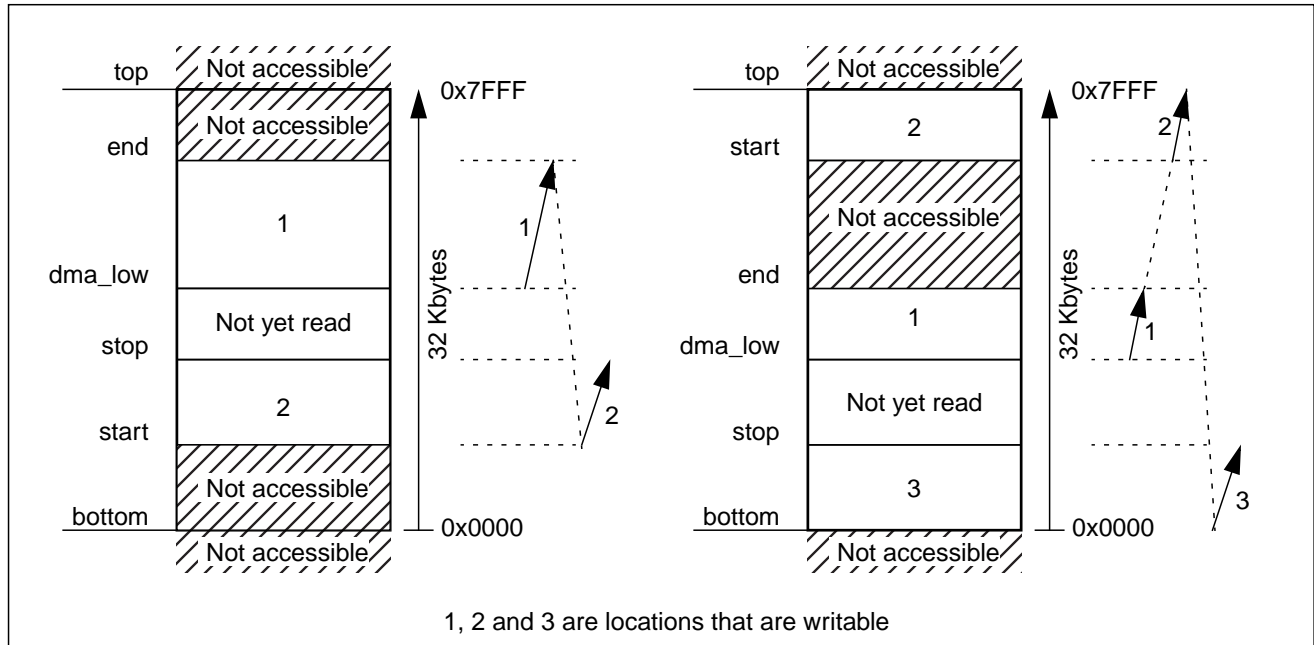 Not accessible
top
0x7FFF
Not accessible
end
1
1
dma_low
32 Kbytes
Not yet read
stop
2
2
start
Not accessible
bottom
0x0000
Not accessible
Not accessible
top
0x7FFF
2
2
start
Not accessible
32 Kbytes
end
1
1
dma_low
Not yet read
stop
3
3
bottom
0x0000
Not accessible
1, 2 and 3 are locations that are writable